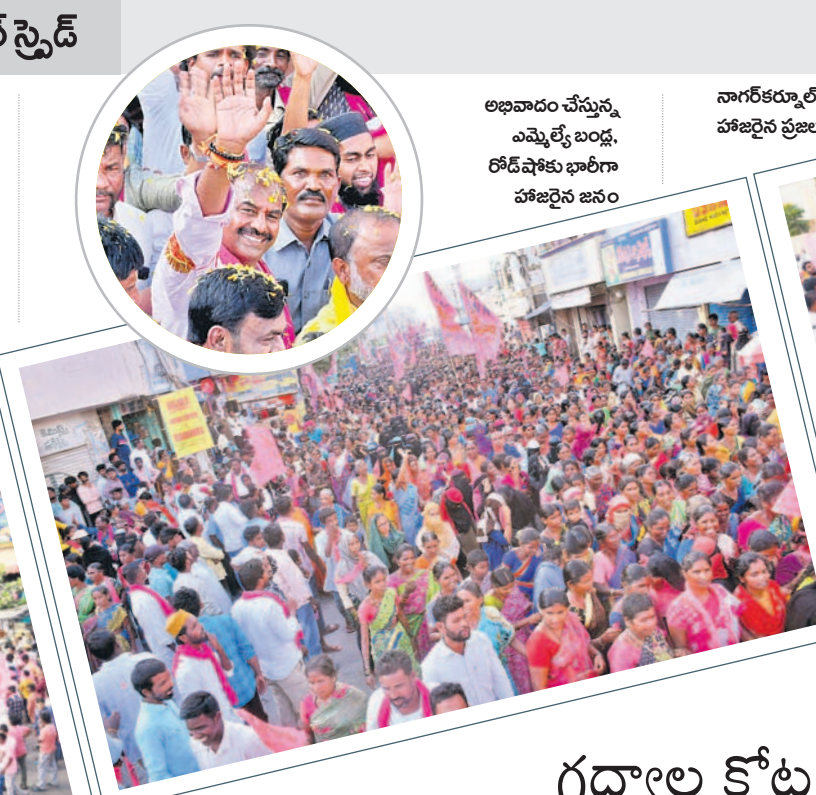 స్ప్రెడ్
అభివాదం చేస్తున్న
ఎమ్మెల్యే బండ్ల,
రోడ్‌షోకు భారీగా
హాజరైన జనం
నాగర్‌కర్నూల్
హాజరైన ప్రజలు
గద్వాల కోట